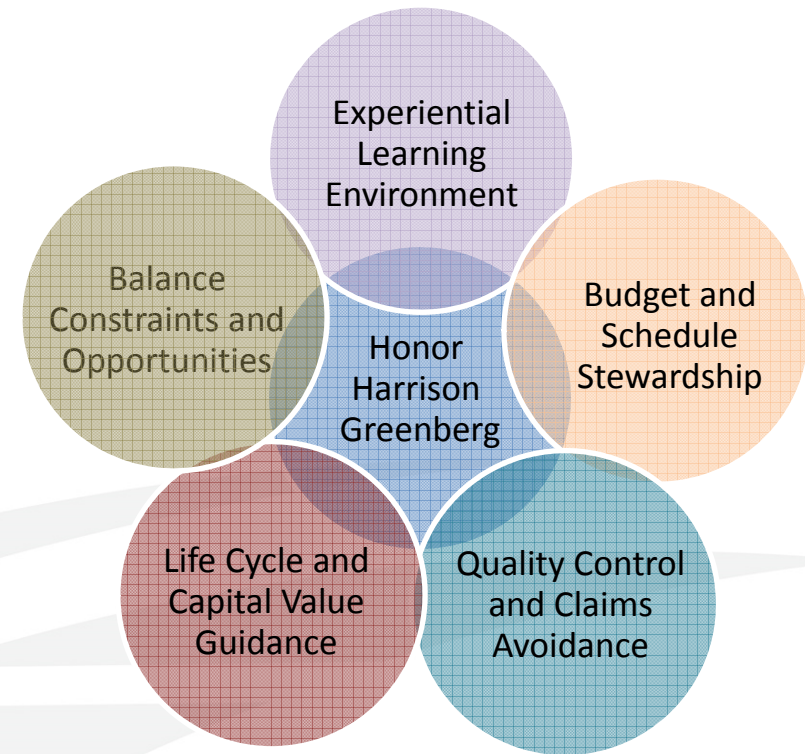 Experiential
Learning
Environment
Balance
Constraints and
Opportunities
Budget and
Schedule
Stewardship
Honor
Harrison
Greenberg
Life Cycle and
Capital Value
Guidance
Quality Control
and Claims
Avoidance